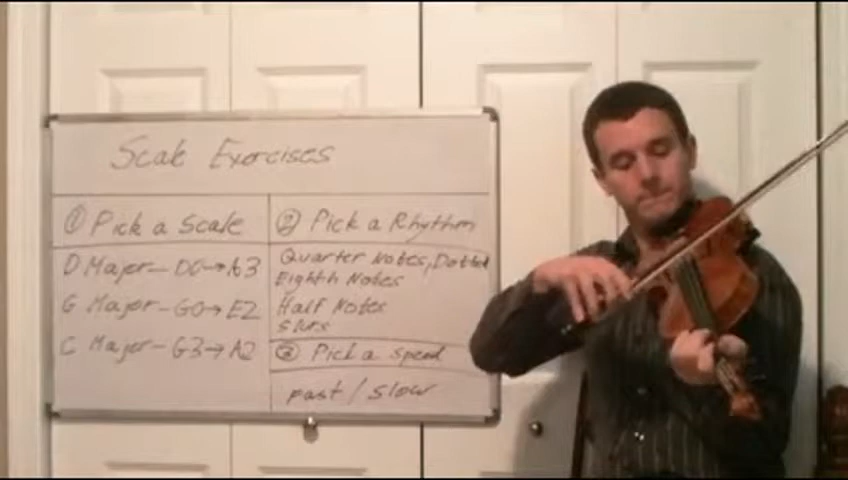 Scale Exercises
① Pick a Scale
D Major – D0→A3
G Major – G0→E2
C Major – G3→A2
② Pick a Rhythm
Quarter Notes, Dotted
Eighth Notes
Half Notes
Slurs
③ Pick a speed
fast / slow